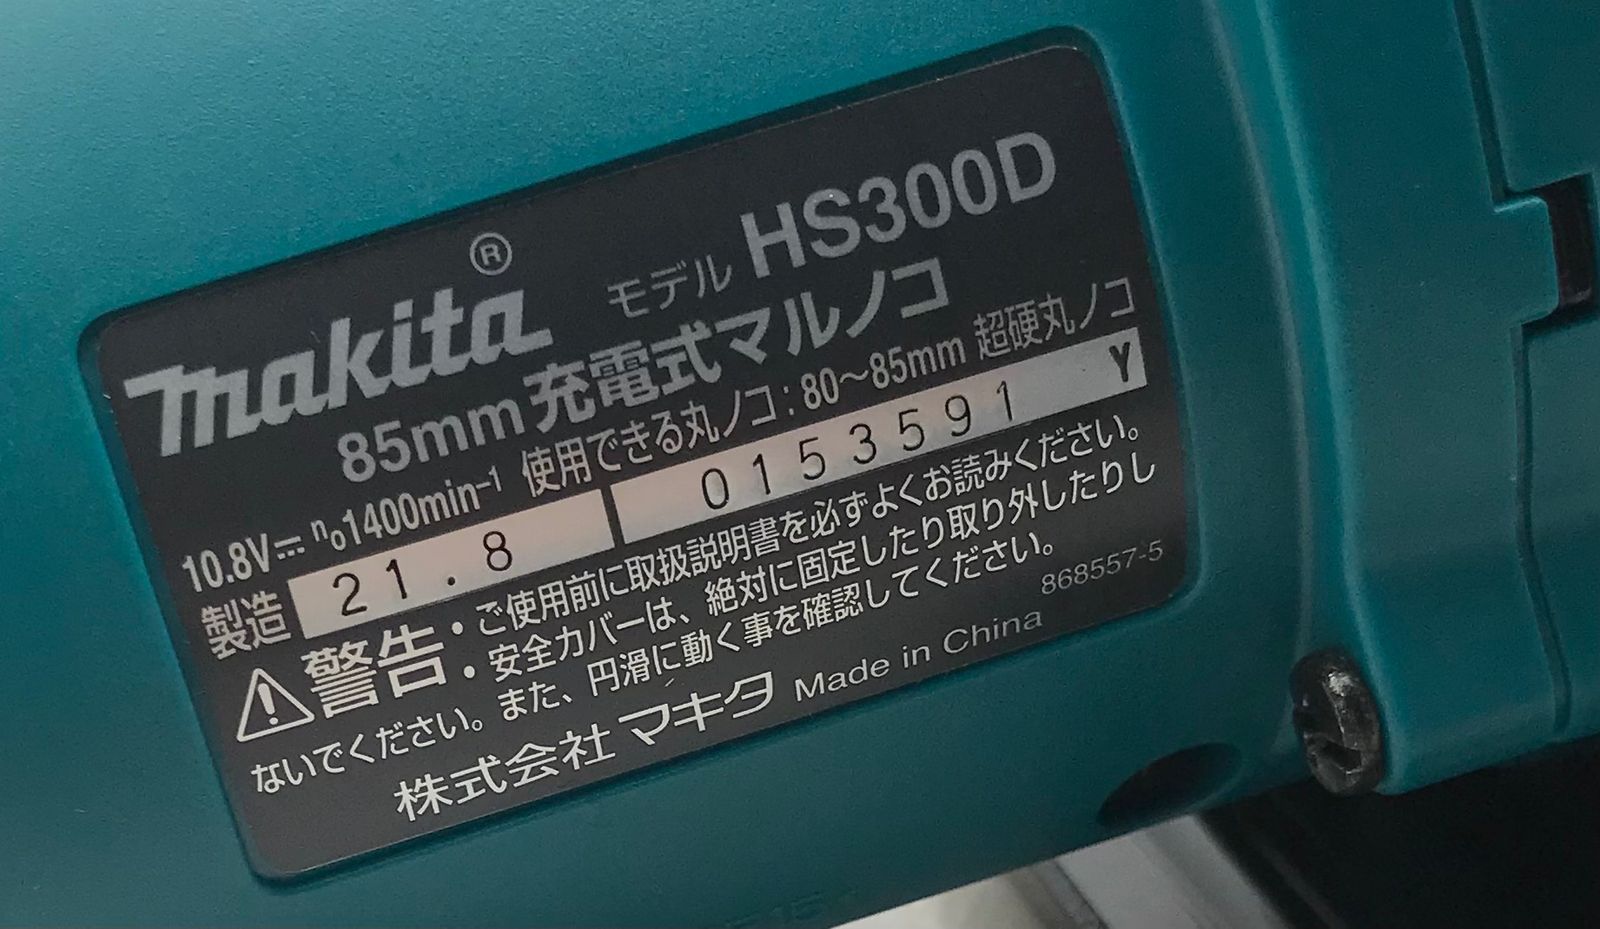 makita®
モデル HS300D
85mm充電式マルノコ
10.8V⎓ n₀1400min⁻¹ 使用できる丸ノコ:80～85mm 超硬丸ノコ
製造 21.8 0153591 Y
⚠警告 ・ご使用前に取扱説明書を必ずよくお読みください。
・安全カバーは、絶対に固定したり取り外したりし
ないでください。また、円滑に動く事を確認してください。
868557-5
株式会社 マキタ Made in China